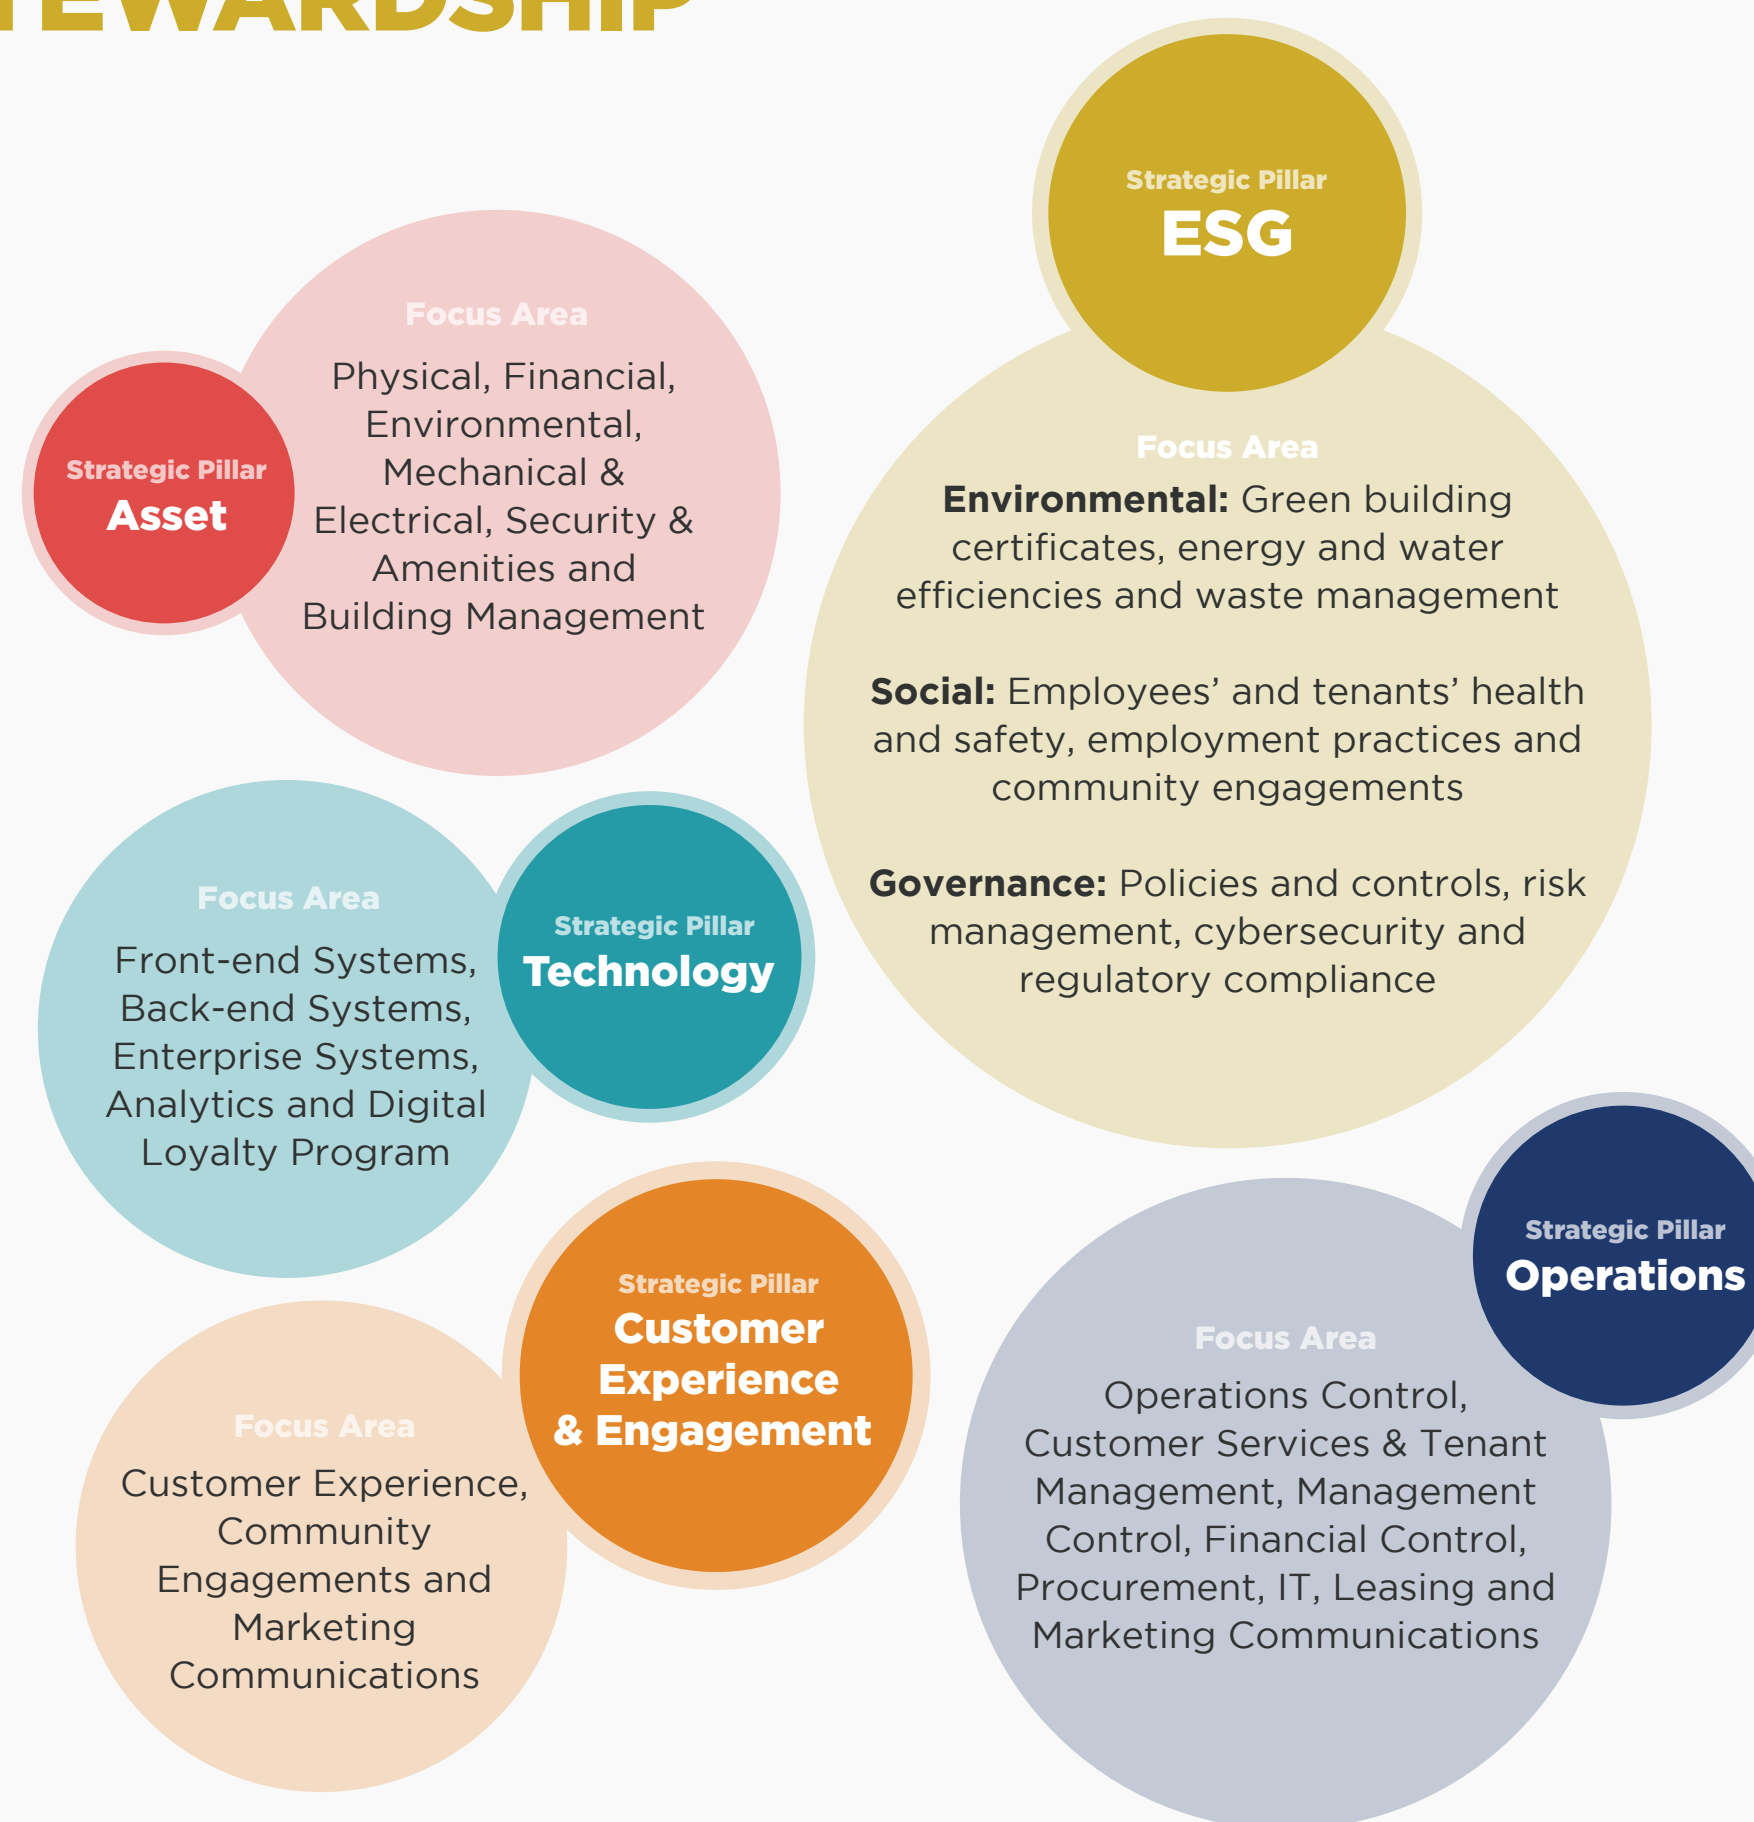 TEWARDSHIP
Strategic Pillar
ESG
Focus Area
Environmental: Green building
certificates, energy and water
efficiencies and waste management
Social: Employees’ and tenants’ health
and safety, employment practices and
community engagements
Governance: Policies and controls, risk
management, cybersecurity and
regulatory compliance
Strategic Pillar
Asset
Focus Area
Physical, Financial,
Environmental,
Mechanical &
Electrical, Security &
Amenities and
Building Management
Strategic Pillar
Technology
Focus Area
Front-end Systems,
Back-end Systems,
Enterprise Systems,
Analytics and Digital
Loyalty Program
Strategic Pillar
Customer
Experience
& Engagement
Focus Area
Customer Experience,
Community
Engagements and
Marketing
Communications
Strategic Pillar
Operations
Focus Area
Operations Control,
Customer Services & Tenant
Management, Management
Control, Financial Control,
Procurement, IT, Leasing and
Marketing Communications